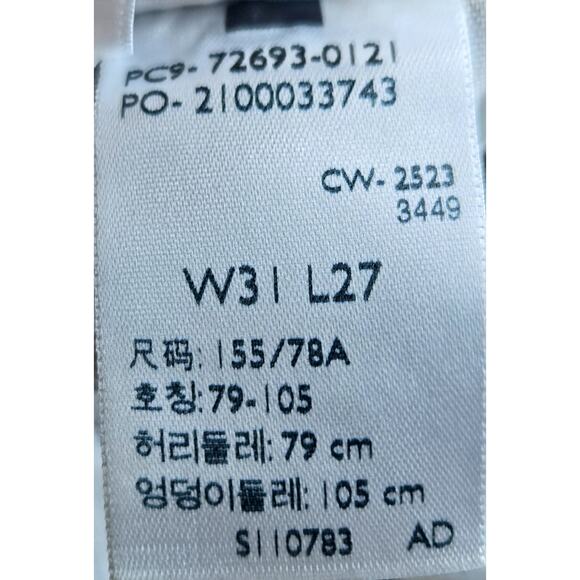 PC9- 72693-0121
PO- 2100033743
CW- 2523
3449
W31 L27
尺码: 155/78A
호칭: 79-105
허리둘레: 79 cm
엉덩이둘레: 105 cm
S110783 AD